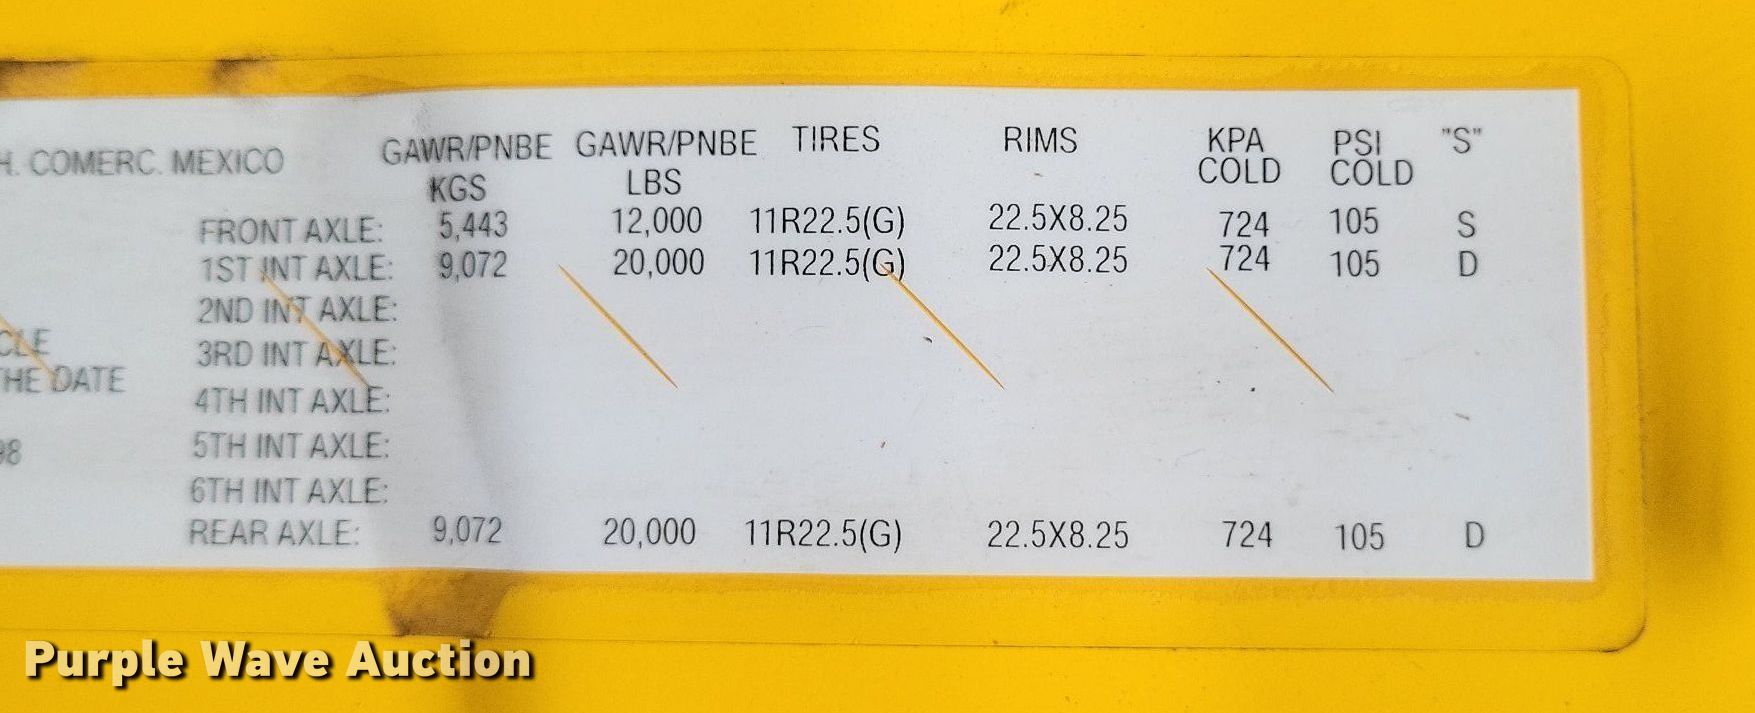 H. COMERC. MEXICO GAWR/PNBE GAWR/PNBE TIRES RIMS KPA PSI "S"
KGS LBS COLD COLD
FRONT AXLE: 5,443 12,000 11R22.5(G) 22.5X8.25 724 105 S
1ST INT AXLE: 9,072 20,000 11R22.5(G) 22.5X8.25 724 105 D
2ND INT AXLE:
CLE 3RD INT AXLE:
THE DATE 4TH INT AXLE:
98 5TH INT AXLE:
6TH INT AXLE:
REAR AXLE: 9,072 20,000 11R22.5(G) 22.5X8.25 724 105 D
Purple Wave Auction